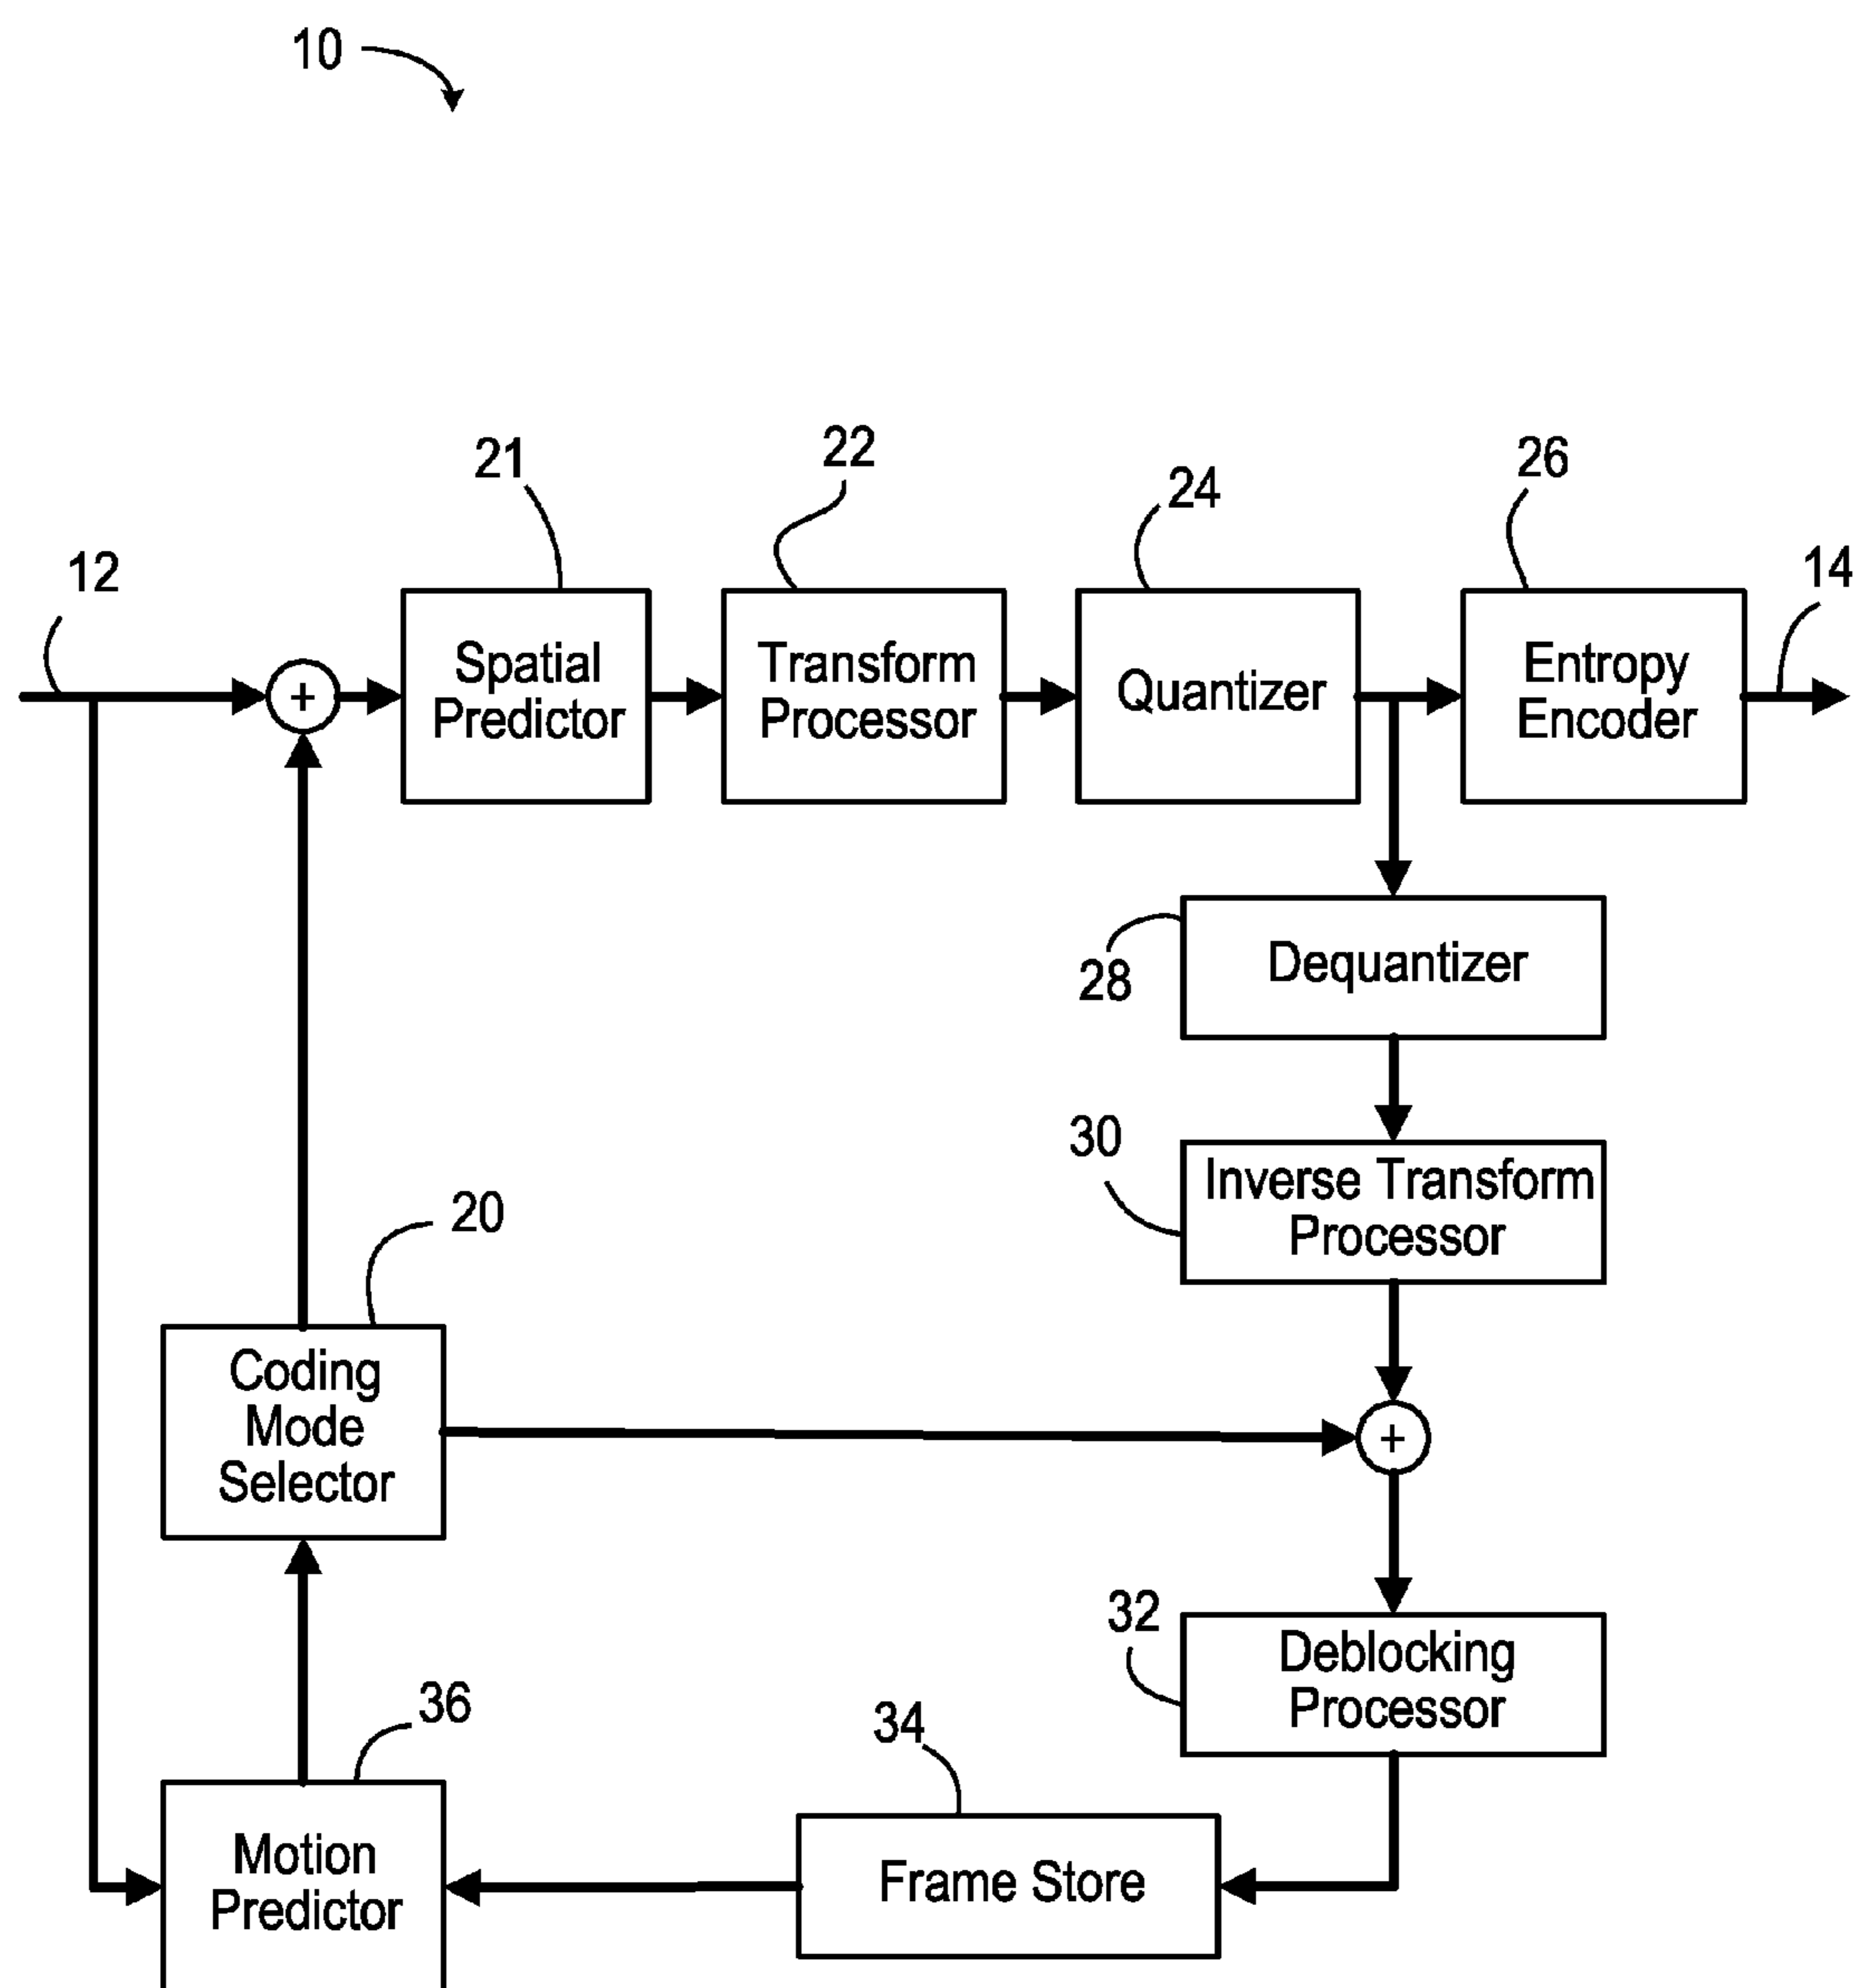 10
21
22
24
26
12
14
+
Spatial
Predictor
Transform
Processor
Quantizer
Entropy
Encoder
28
Dequantizer
30
Inverse Transform
Processor
20
Coding
Mode
Selector
+
32
Deblocking
Processor
36
34
Motion
Predictor
Frame Store